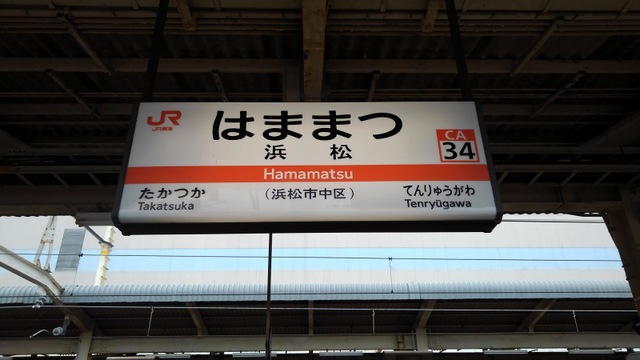 JR
JR東海
はままつ
浜松
CA
34
Hamamatsu
たかつか
Takatsuka
(浜松市中区)
てんりゅうがわ
Tenryūgawa